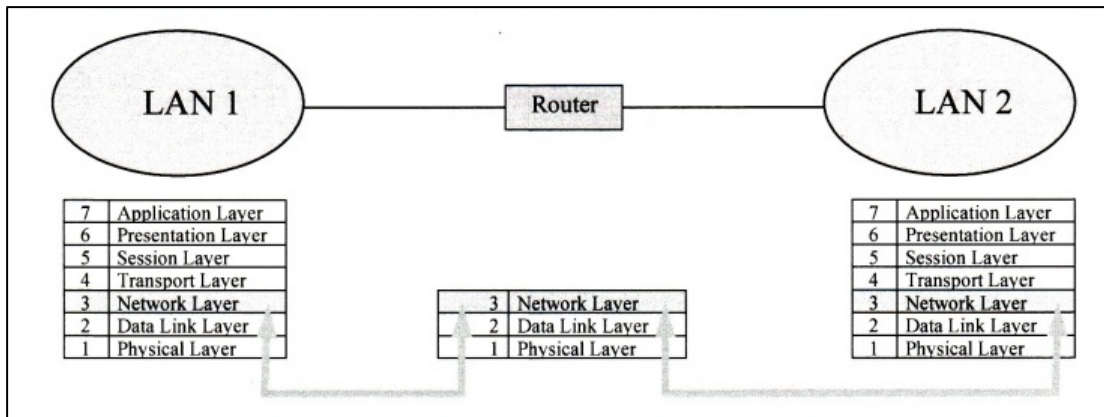 LAN 1
Router
LAN 2
7 Application Layer
6 Presentation Layer
5 Session Layer
4 Transport Layer
3 Network Layer
2 Data Link Layer
1 Physical Layer
3 Network Layer
2 Data Link Layer
1 Physical Layer
7 Application Layer
6 Presentation Layer
5 Session Layer
4 Transport Layer
3 Network Layer
2 Data Link Layer
1 Physical Layer